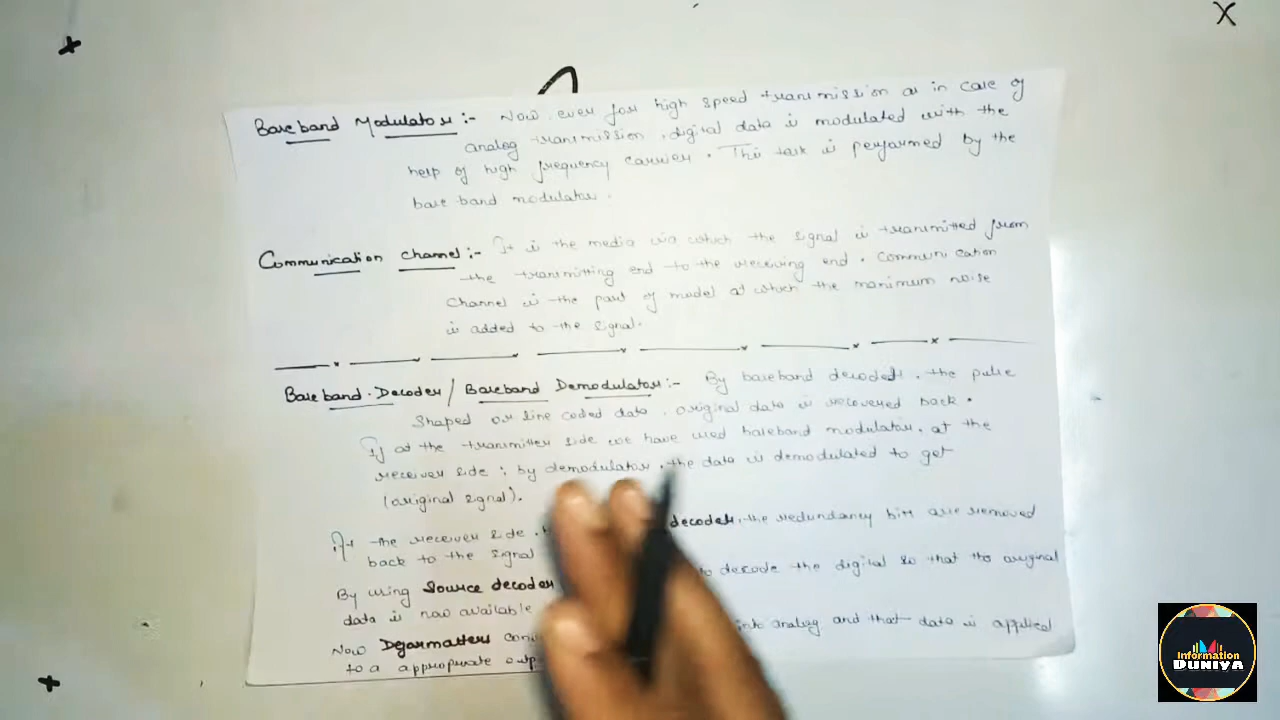 Baseband Modulator :- Now, ever for high speed transmission as in case of
analog transmission, digital data is modulated with the
help of high frequency carrier. This task is performed by the
base band modulator.
Communication Channel :- It is the media via which the signal is transmitted from
the transmitting end to the receiving end. Communication
Channel is the part of model at which the maximum noise
is added to the signal.
Baseband Decoder / Baseband Demodulator :- By baseband decoder, the pulse
shaped or line coded data, original data is recovered back.
If at the transmitter side we have used baseband modulator, at the
receiver side; by demodulator, the data is demodulated to get
(original signal).
At the receiver side, decoder, the redundancy bits are removed
back to the signal
By using Source decoder to decode the digital so that the original
data is now available
Now Deformatters into analog and that data is applied
to a appropriate
Information
DUNIYA